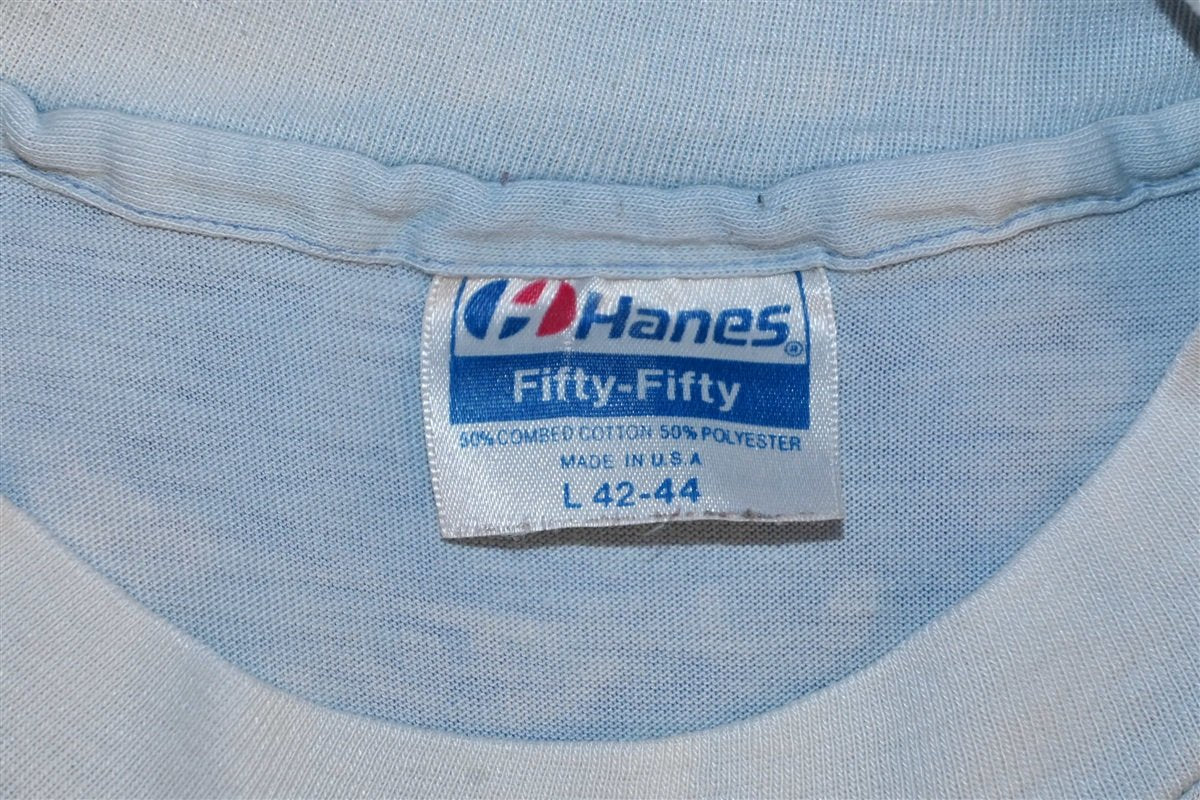 Hanes®
Fifty-Fifty
50% COMBED COTTON 50% POLYESTER
MADE IN U.S.A
L 42-44